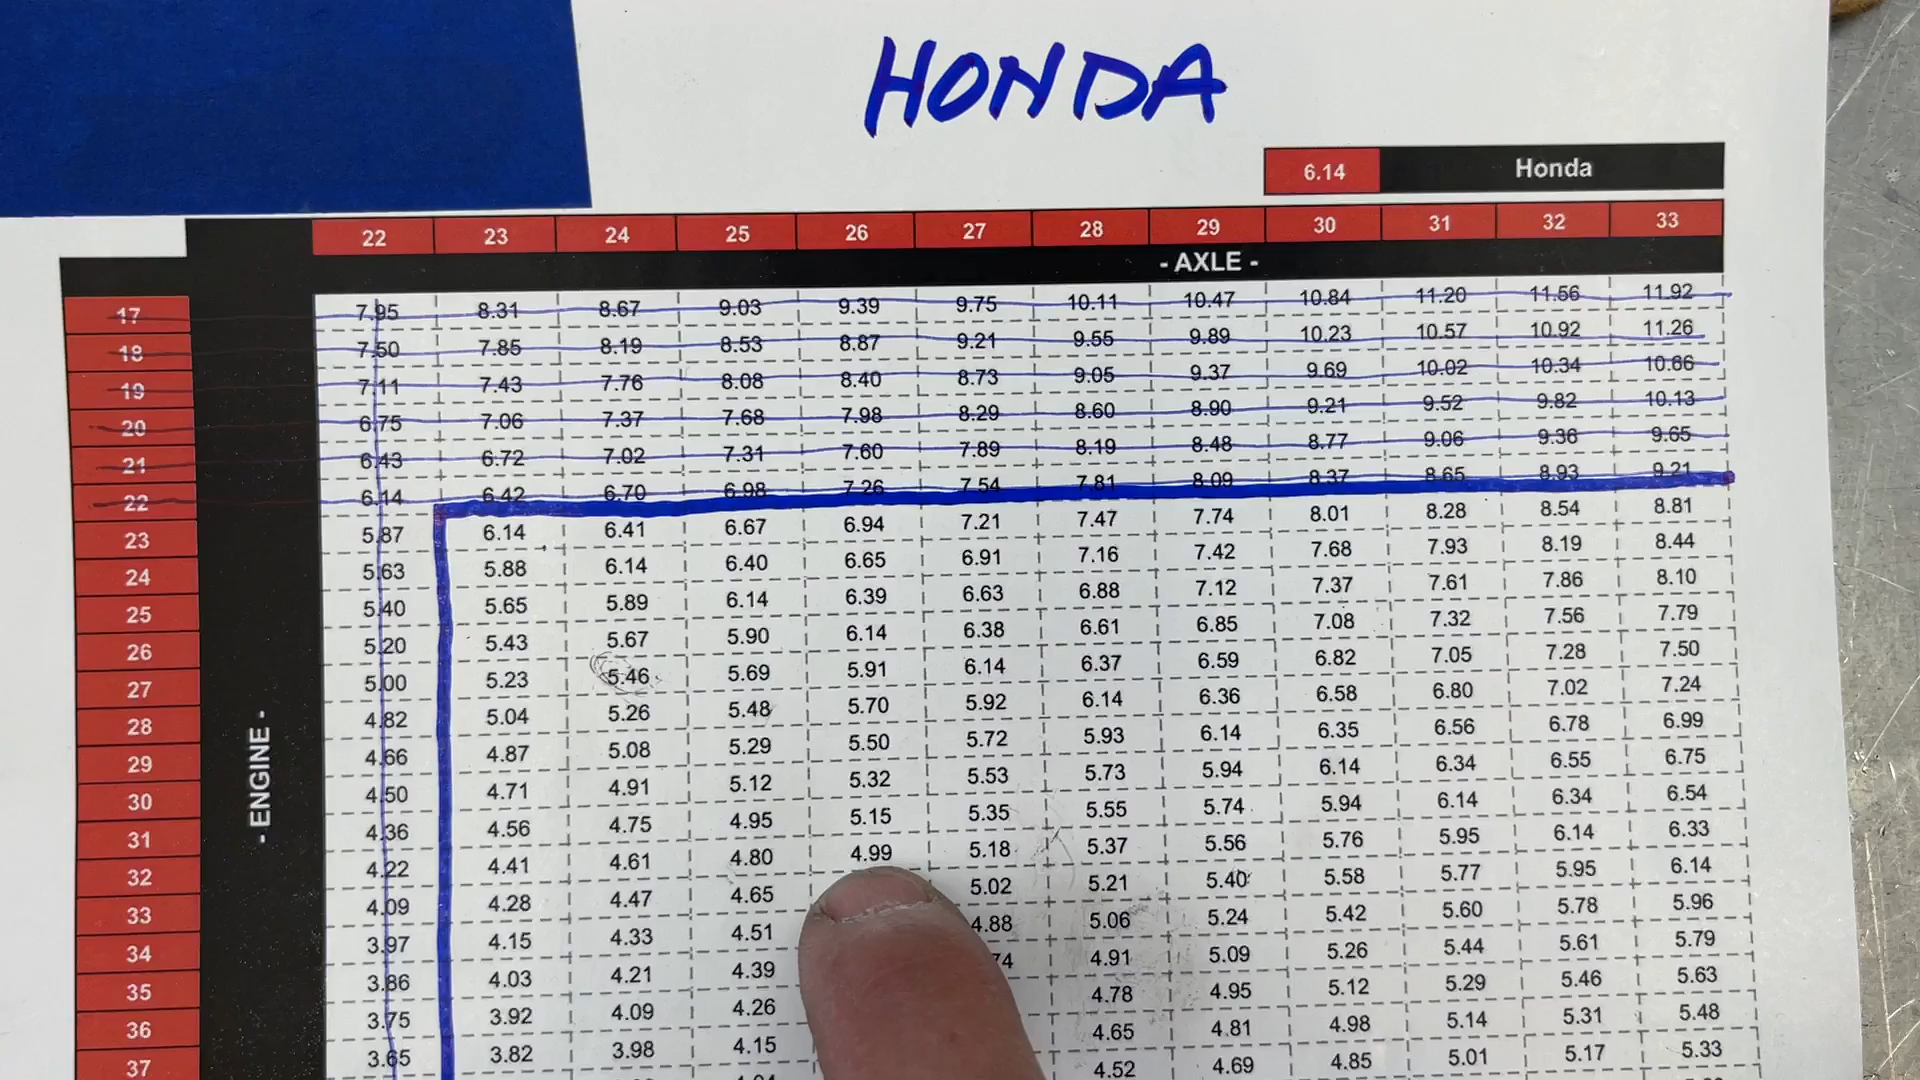 HONDA
6.14 Honda
22 23 24 25 26 27 28 29 30 31 32 33
- AXLE -
- ENGINE -
17 7.95 8.31 8.67 9.03 9.39 9.75 10.11 10.47 10.84 11.20 11.56 11.92
18 7.50 7.85 8.19 8.53 8.87 9.21 9.55 9.89 10.23 10.57 10.92 11.26
19 7.11 7.43 7.76 8.08 8.40 8.73 9.05 9.37 9.69 10.02 10.34 10.66
20 6.75 7.06 7.37 7.68 7.98 8.29 8.60 8.90 9.21 9.52 9.82 10.13
21 6.43 6.72 7.02 7.31 7.60 7.89 8.19 8.48 8.77 9.06 9.36 9.65
22 6.14 6.42 6.70 6.98 7.26 7.54 7.81 8.09 8.37 8.65 8.93 9.21
23 5.87 6.14 6.41 6.67 6.94 7.21 7.47 7.74 8.01 8.28 8.54 8.81
24 5.63 5.88 6.14 6.40 6.65 6.91 7.16 7.42 7.68 7.93 8.19 8.44
25 5.40 5.65 5.89 6.14 6.39 6.63 6.88 7.12 7.37 7.61 7.86 8.10
26 5.20 5.43 5.67 5.90 6.14 6.38 6.61 6.85 7.08 7.32 7.56 7.79
27 5.00 5.23 5.46 5.69 5.91 6.14 6.37 6.59 6.82 7.05 7.28 7.50
28 4.82 5.04 5.26 5.48 5.70 5.92 6.14 6.36 6.58 6.80 7.02 7.24
29 4.66 4.87 5.08 5.29 5.50 5.72 5.93 6.14 6.35 6.56 6.78 6.99
30 4.50 4.71 4.91 5.12 5.32 5.53 5.73 5.94 6.14 6.34 6.55 6.75
31 4.36 4.56 4.75 4.95 5.15 5.35 5.55 5.74 5.94 6.14 6.34 6.54
32 4.22 4.41 4.61 4.80 4.99 5.18 5.37 5.56 5.76 5.95 6.14 6.33
33 4.09 4.28 4.47 4.65 5.02 5.21 5.40 5.58 5.77 5.95 6.14
34 3.97 4.15 4.33 4.51 4.88 5.06 5.24 5.42 5.60 5.78 5.96
35 3.86 4.03 4.21 4.39 74 4.91 5.09 5.26 5.44 5.61 5.79
36 3.75 3.92 4.09 4.26 4.78 4.95 5.12 5.29 5.46 5.63
37 3.65 3.82 3.98 4.15 4.65 4.81 4.98 5.14 5.31 5.48
4.52 4.69 4.85 5.01 5.17 5.33